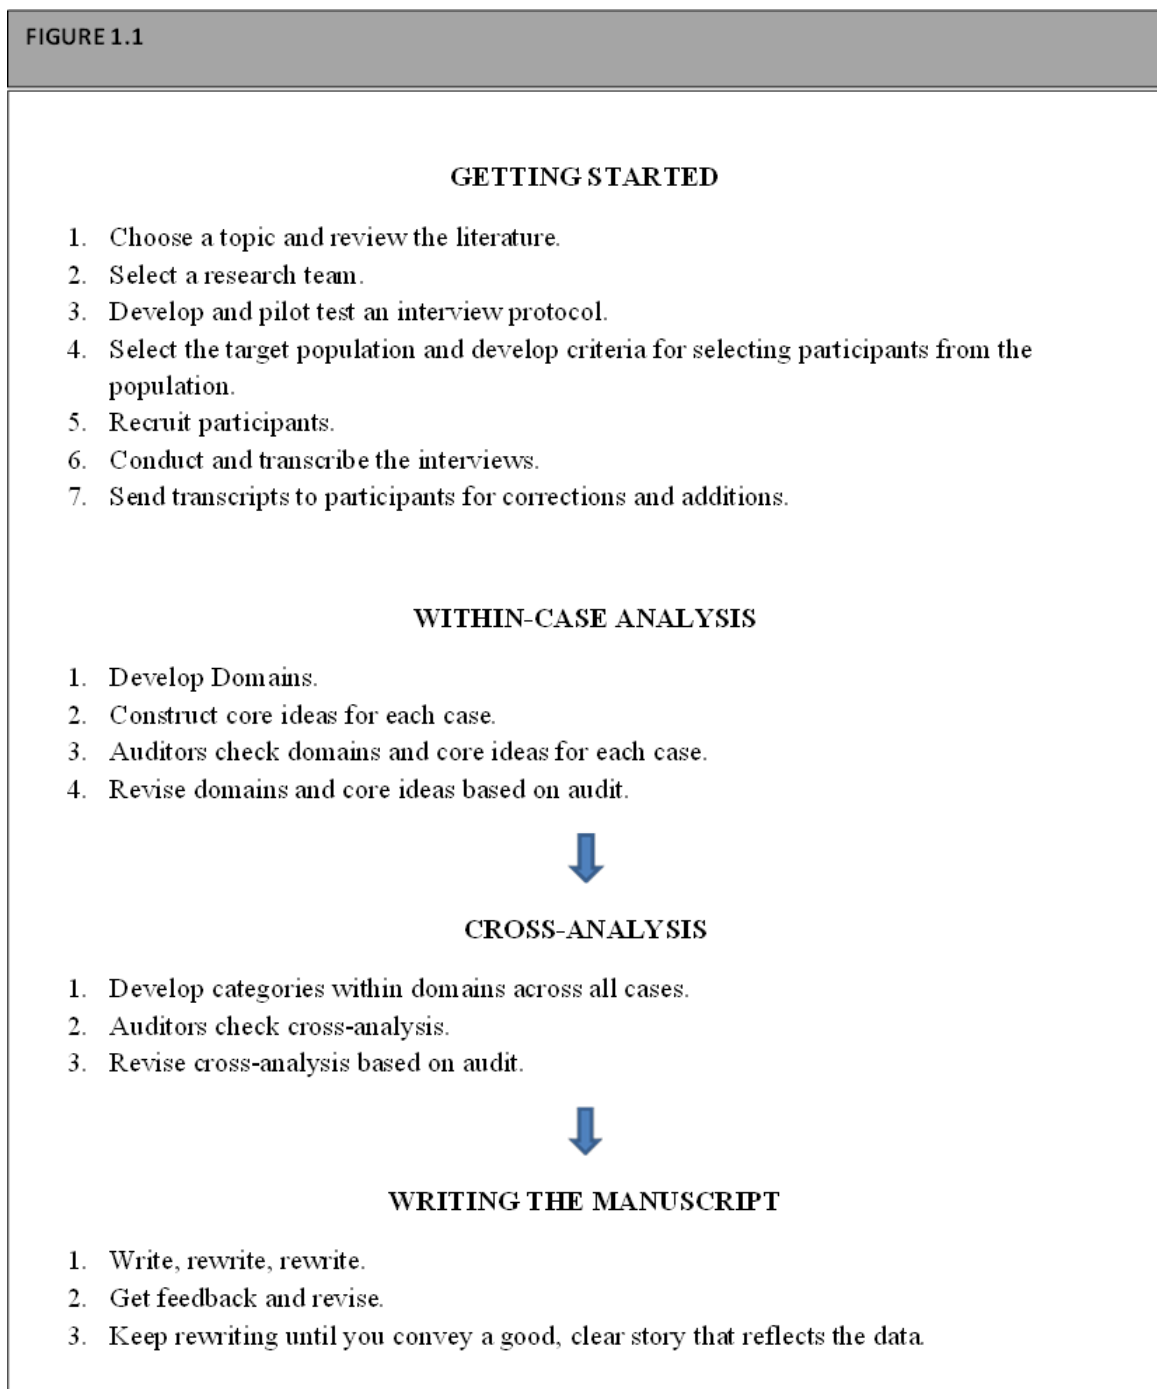 FIGURE 1.1
GETTING STARTED
1. Choose a topic and review the literature.
2. Select a research team.
3. Develop and pilot test an interview protocol.
4. Select the target population and develop criteria for selecting participants from the
population.
5. Recruit participants.
6. Conduct and transcribe the interviews.
7. Send transcripts to participants for corrections and additions.
WITHIN-CASE ANALYSIS
1. Develop Domains.
2. Construct core ideas for each case.
3. Auditors check domains and core ideas for each case.
4. Revise domains and core ideas based on audit.
CROSS-ANALYSIS
1. Develop categories within domains across all cases.
2. Auditors check cross-analysis.
3. Revise cross-analysis based on audit.
WRITING THE MANUSCRIPT
1. Write, rewrite, rewrite.
2. Get feedback and revise.
3. Keep rewriting until you convey a good, clear story that reflects the data.